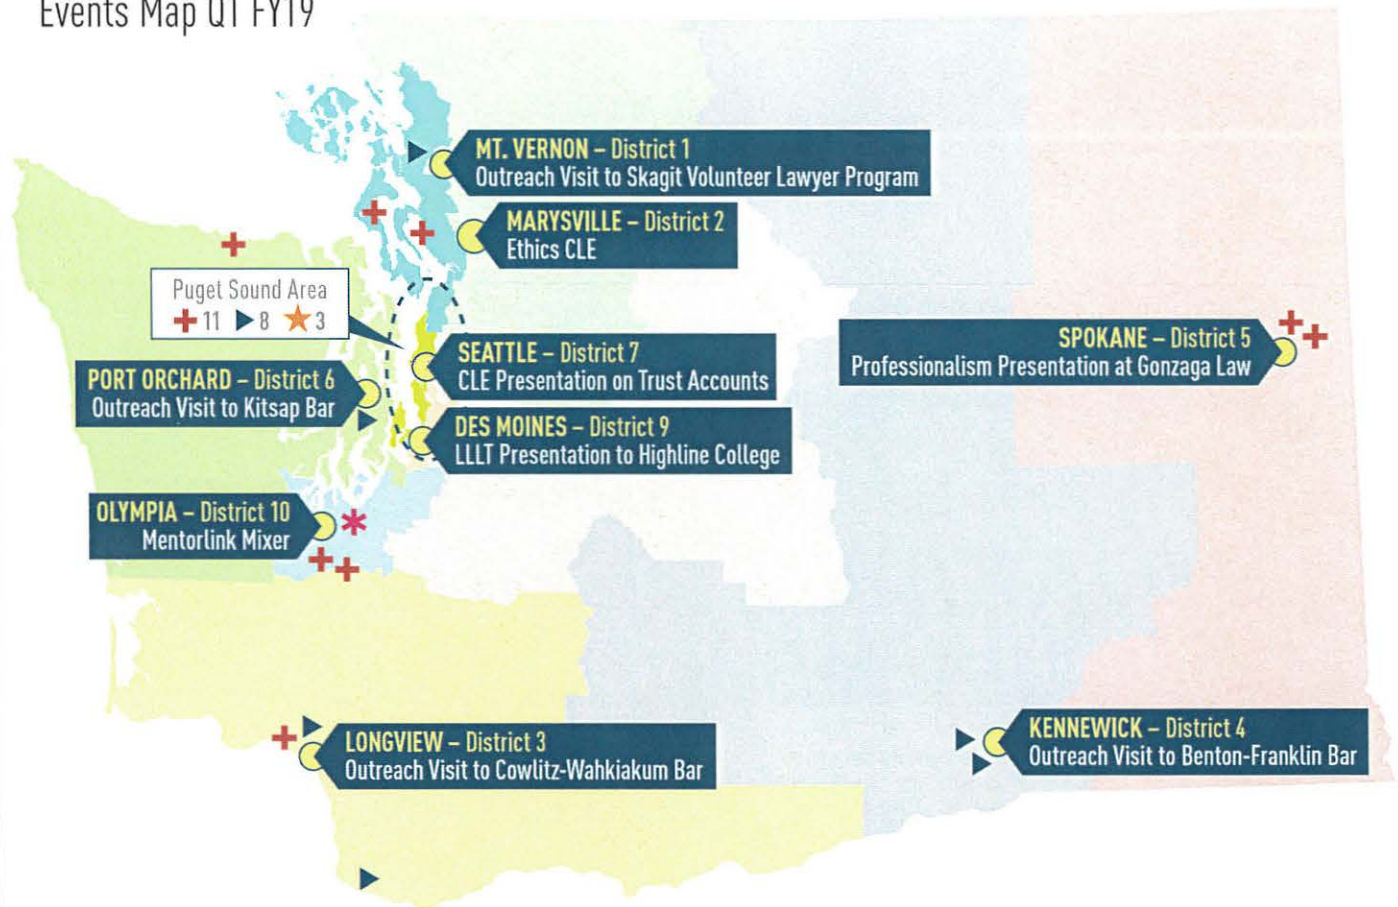 Events Map Q1 FY19
MT. VERNON – District 1
Outreach Visit to Skagit Volunteer Lawyer Program
MARYSVILLE – District 2
Ethics CLE
Puget Sound Area
11 8 3
SEATTLE – District 7
CLE Presentation on Trust Accounts
SPOKANE – District 5
Professionalism Presentation at Gonzaga Law
PORT ORCHARD – District 6
Outreach Visit to Kitsap Bar
DES MOINES – District 9
LLLT Presentation to Highline College
OLYMPIA – District 10
Mentorlink Mixer
LONGVIEW – District 3
Outreach Visit to Cowlitz-Wahkiakum Bar
KENNEWICK – District 4
Outreach Visit to Benton-Franklin Bar